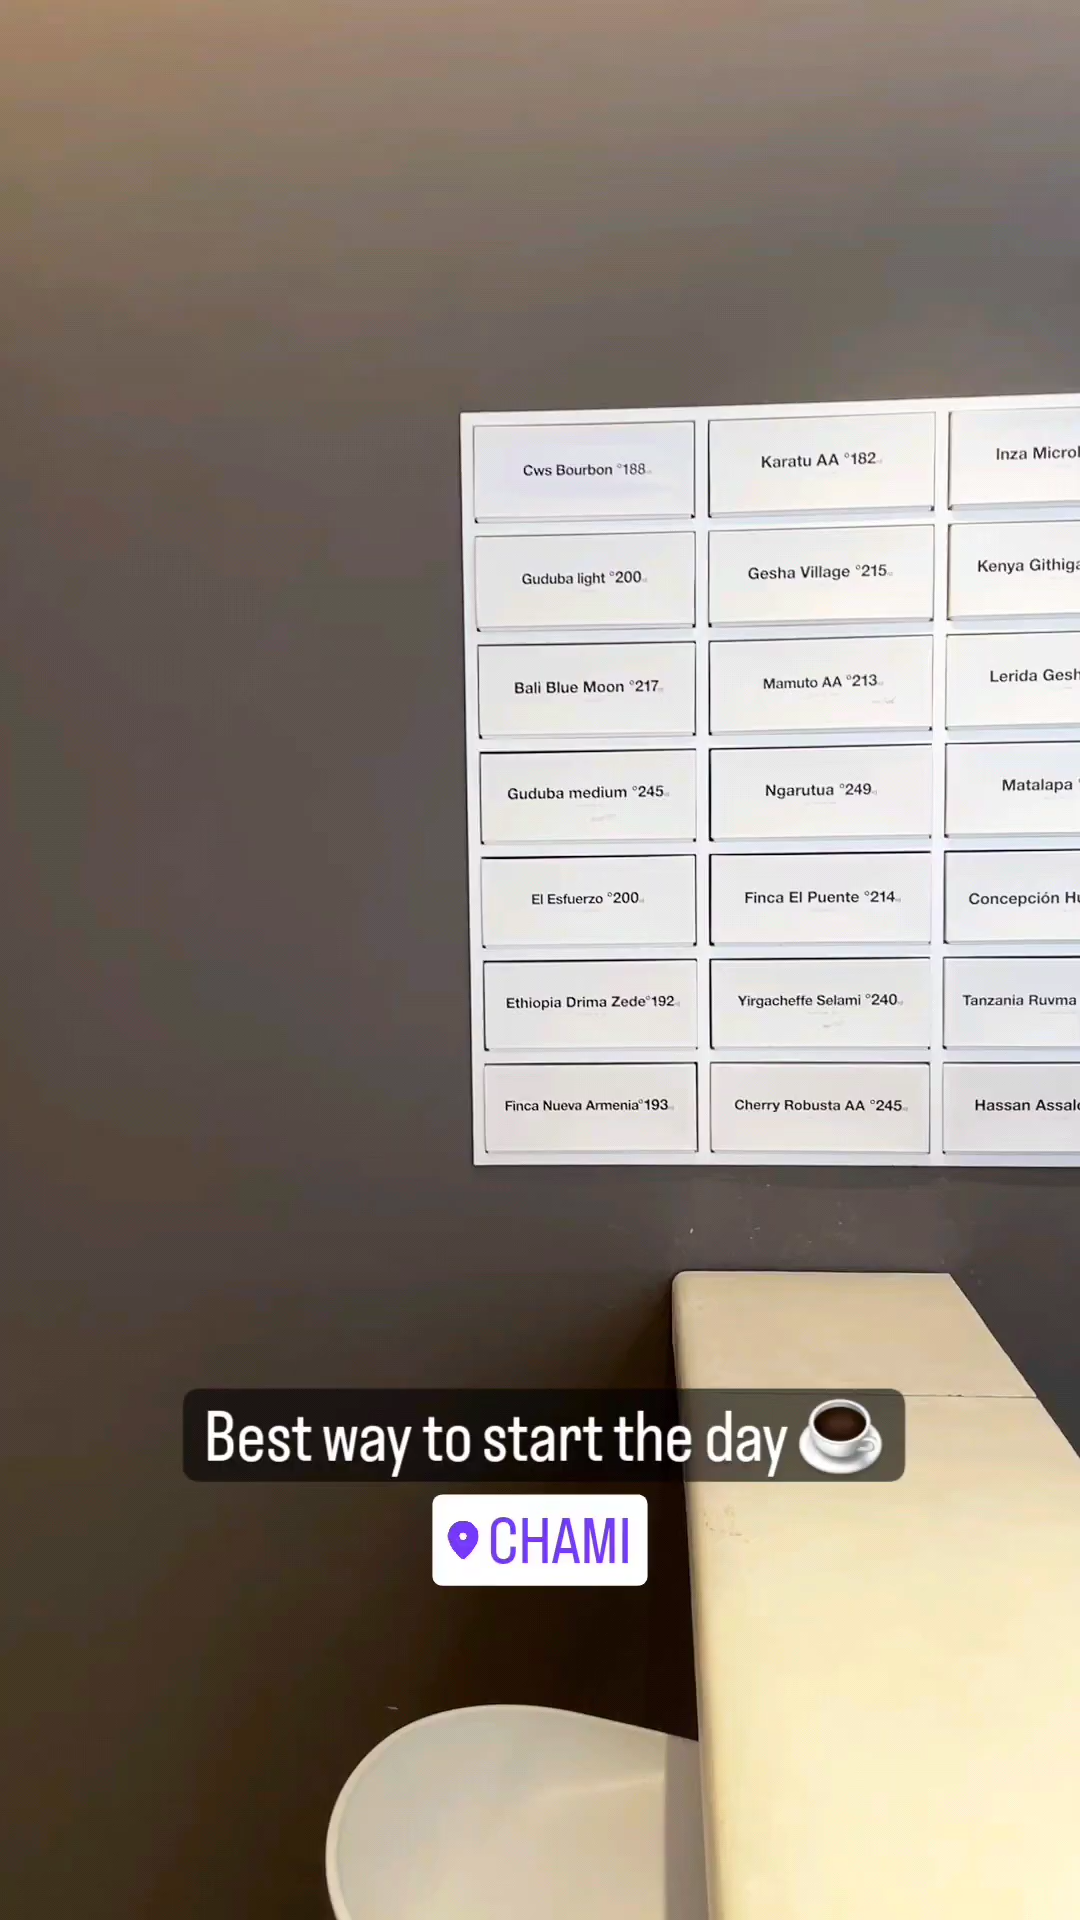 Cws Bourbon °188
Karatu AA °182
Inza Microl
Guduba light °200
Gesha Village °215
Kenya Githiga
Bali Blue Moon °217
Mamuto AA °213
Lerida Gesh
Guduba medium °245
Ngarutua °249
Matalapa °
El Esfuerzo °200
Finca El Puente °214
Concepción Hu
Ethiopia Drima Zede°192
Yirgacheffe Selami °240
Tanzania Ruvma
Finca Nueva Armenia°193
Cherry Robusta AA °245
Hassan Assal
Best way to start the day ☕
CHAMI